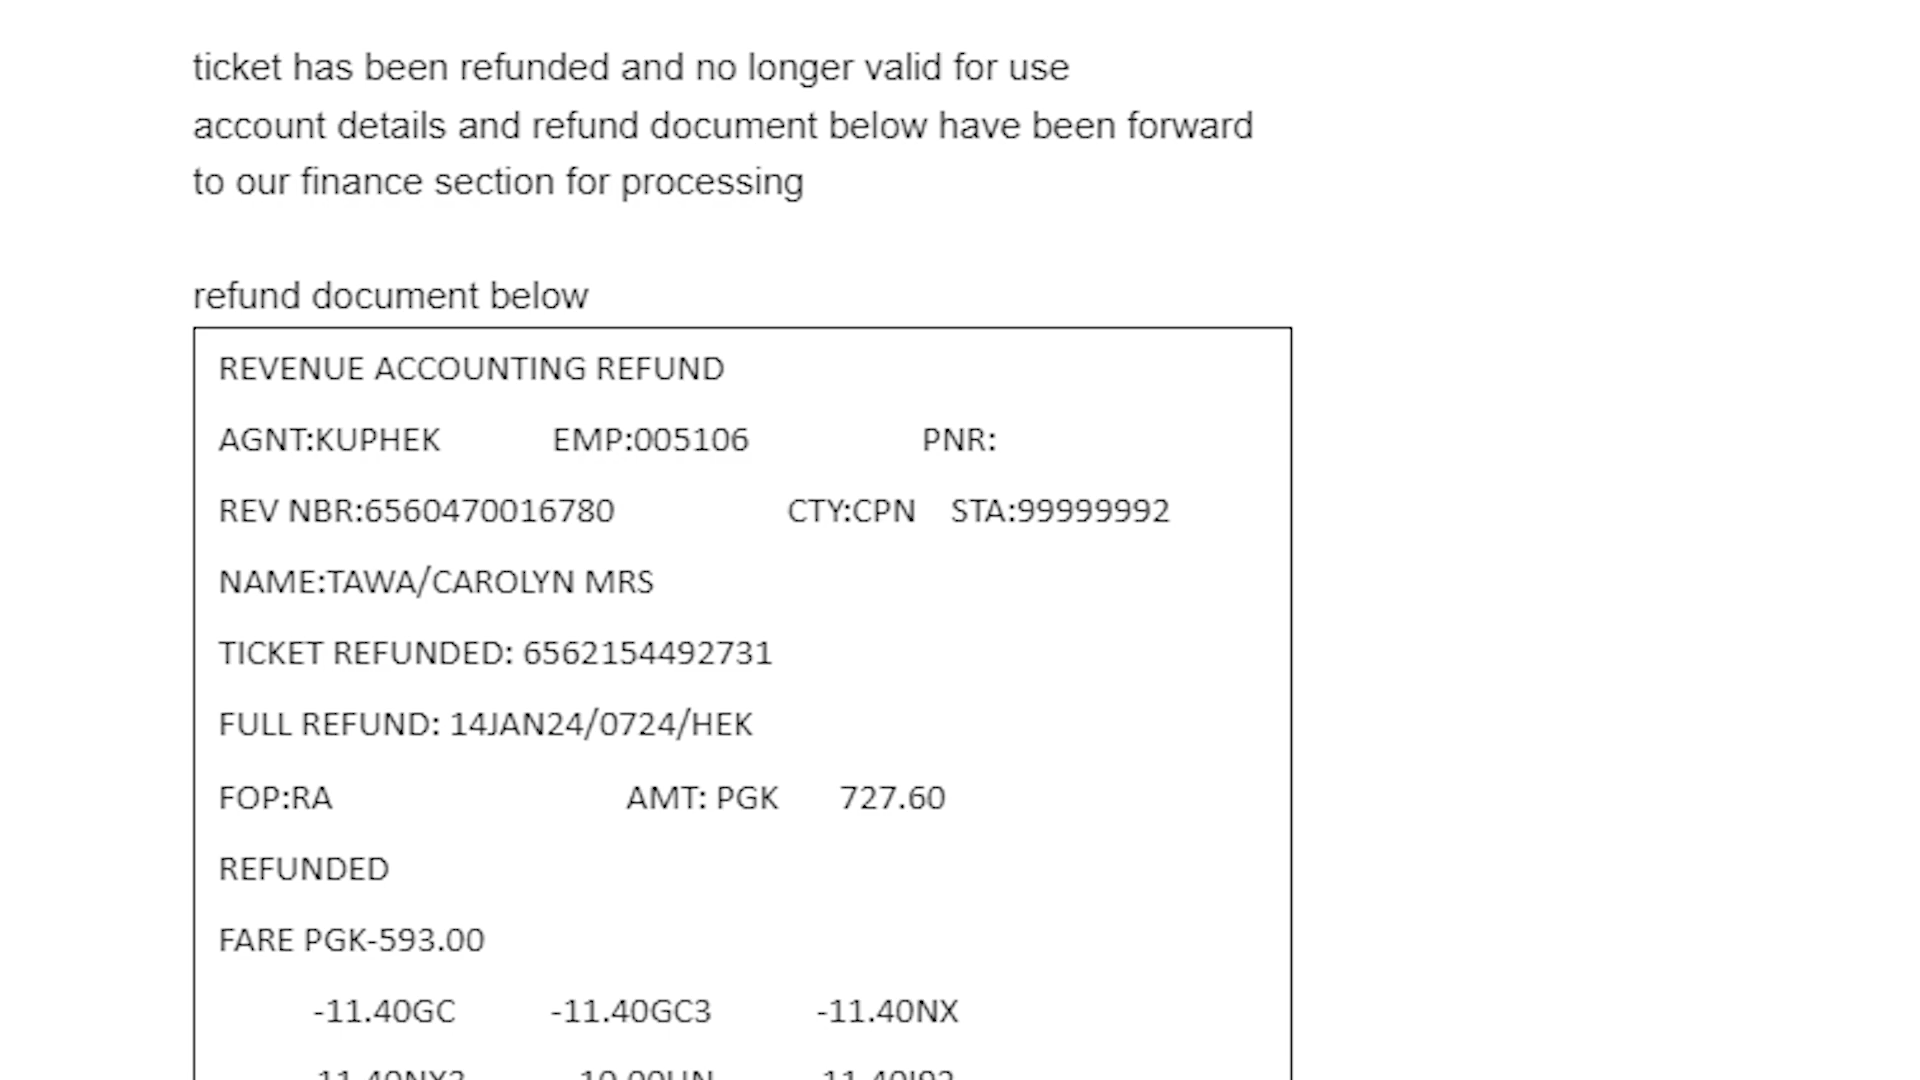 ticket has been refunded and no longer valid for use
account details and refund document below have been forward
to our finance section for processing
refund document below
REVENUE ACCOUNTING REFUND
AGNT:KUPHEK EMP:005106 PNR:
REV NBR:6560470016780 CTY:CPN STA:99999992
NAME:TAWA/CAROLYN MRS
TICKET REFUNDED: 6562154492731
FULL REFUND: 14JAN24/0724/HEK
FOP:RA AMT: PGK 727.60
REFUNDED
FARE PGK-593.00
-11.40GC -11.40GC3 -11.40NX